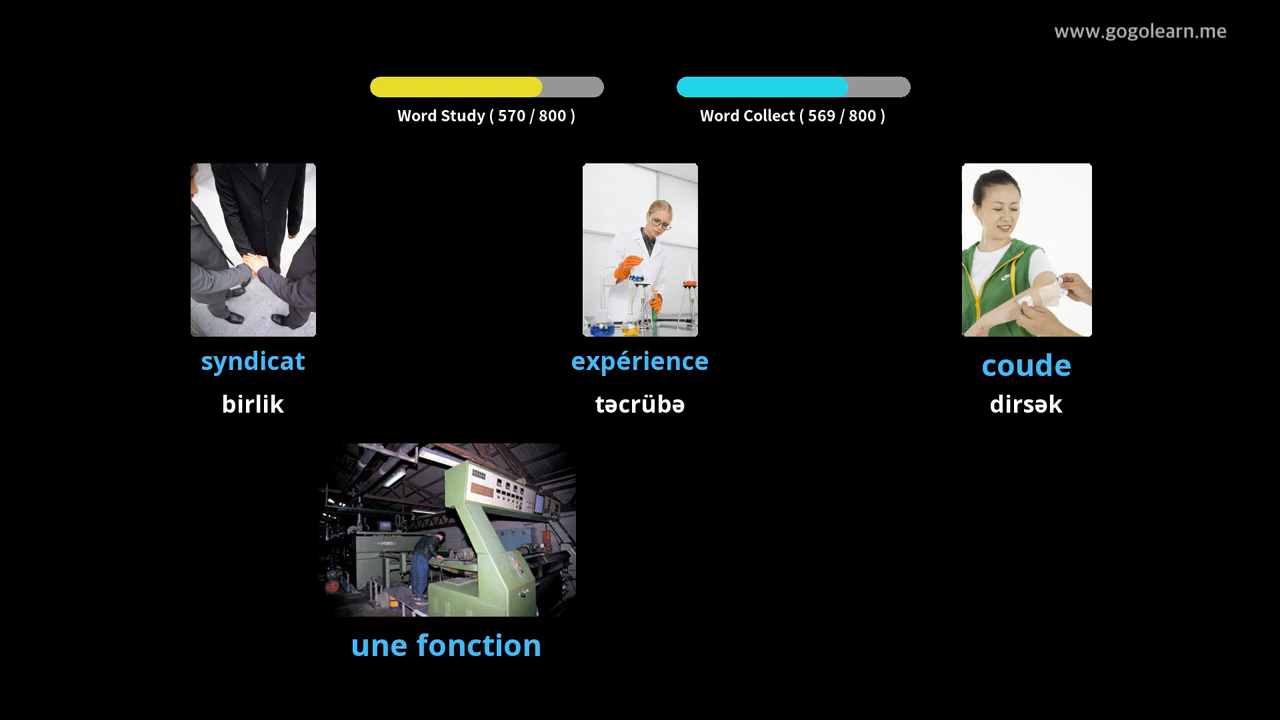 www.gogolearn.me
Word Study ( 570 / 800 )
Word Collect ( 569 / 800 )
syndicat
expérience
coude
birlik
təcrübə
dirsək
une fonction